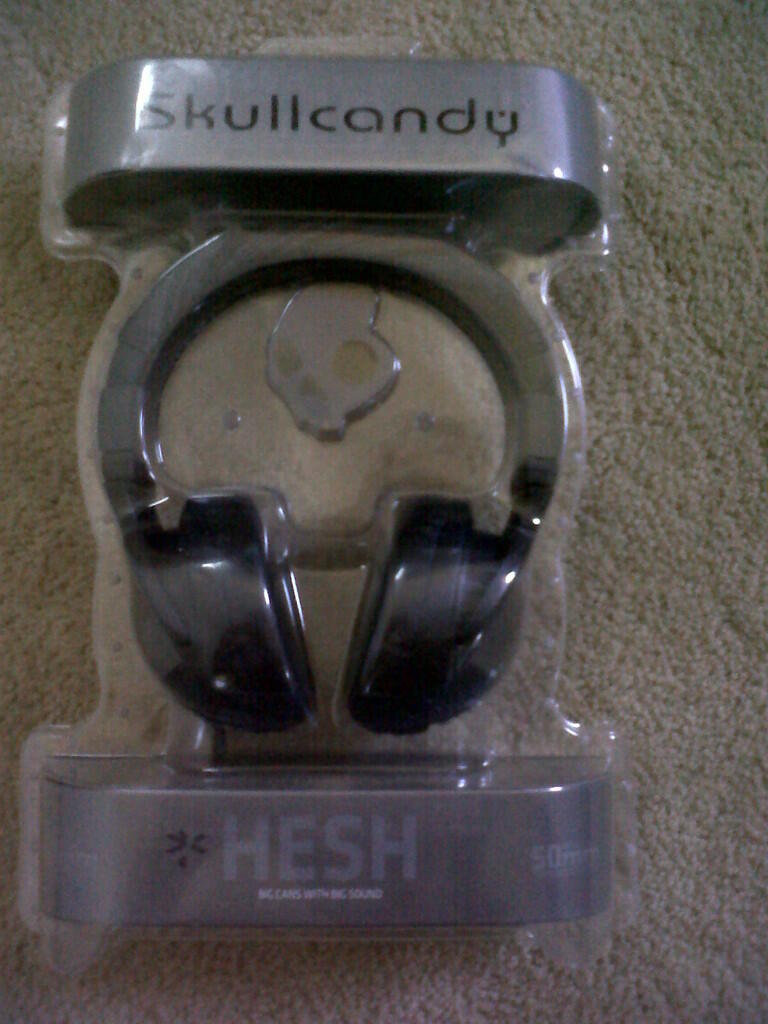 Skullcandy
HESH
50mm
BIG CANS WITH BIG SOUND